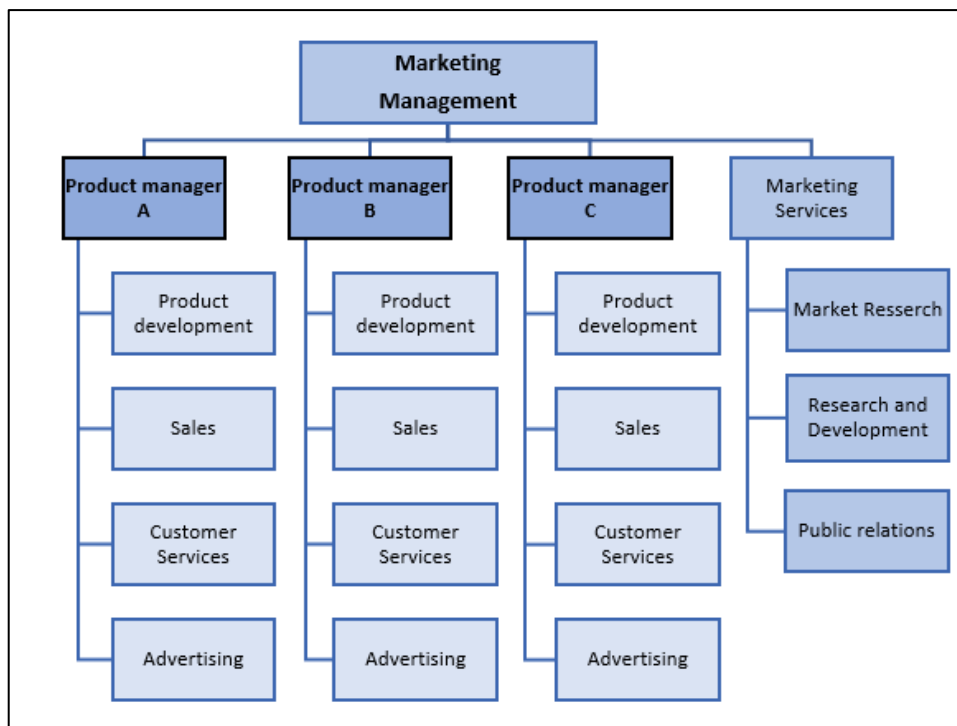 Marketing
Management
Product manager
A
Product manager
B
Product manager
C
Marketing
Services
Product
development
Product
development
Product
development
Market Resserch
Sales
Sales
Sales
Research and
Development
Customer
Services
Customer
Services
Customer
Services
Public relations
Advertising
Advertising
Advertising